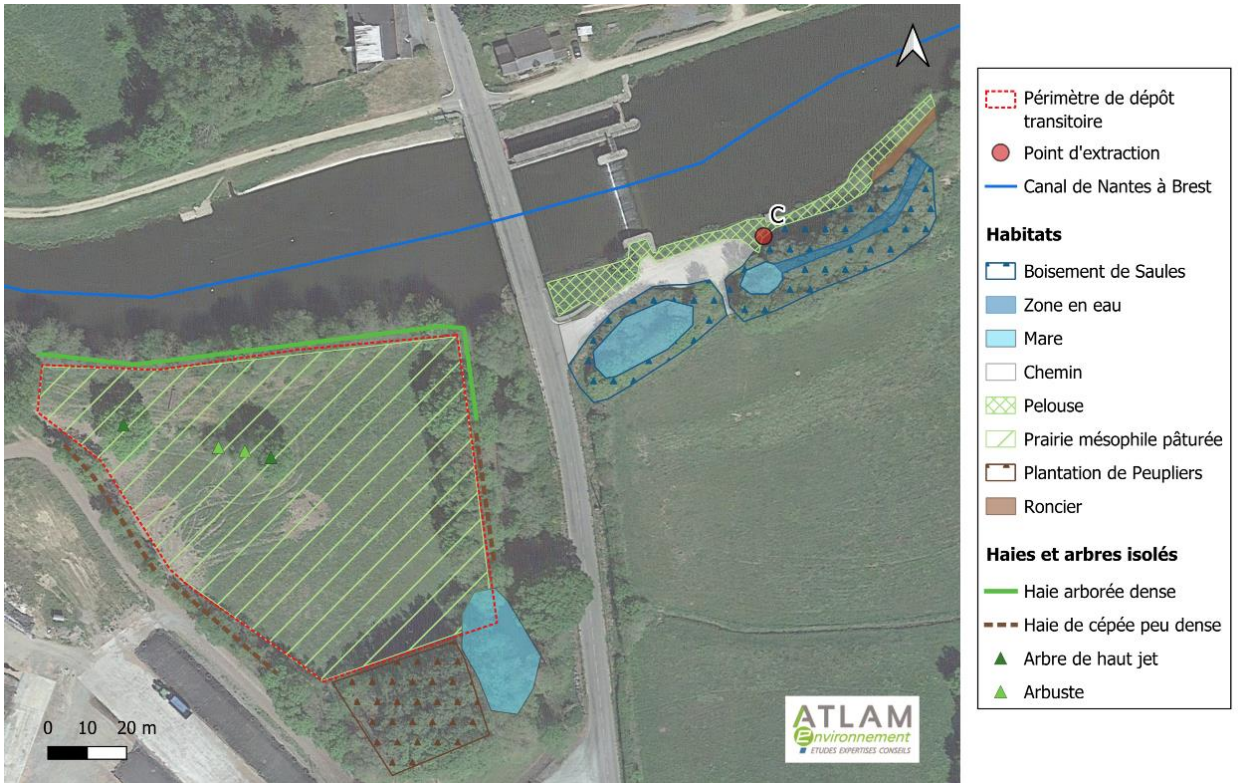 C
0 10 20 m
ATLAM
Environnement
ETUDES EXPERTISES CONSEILS
Périmètre de dépôt
transitoire
Point d'extraction
Canal de Nantes à Brest
Habitats
Boisement de Saules
Zone en eau
Mare
Chemin
Pelouse
Prairie mésophile pâturée
Plantation de Peupliers
Roncier
Haies et arbres isolés
Haie arborée dense
Haie de cépée peu dense
Arbre de haut jet
Arbuste